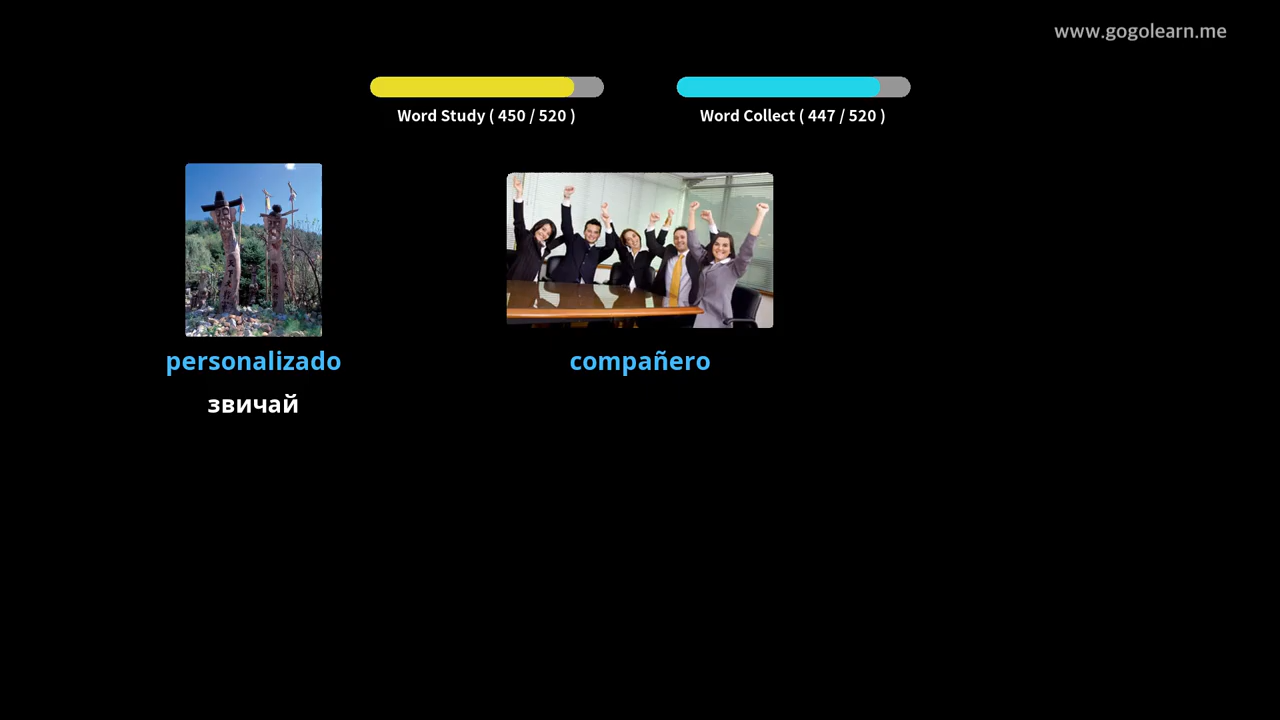 www.gogolearn.me
Word Study ( 450 / 520 )
Word Collect ( 447 / 520 )
personalizado
compañero
звичай